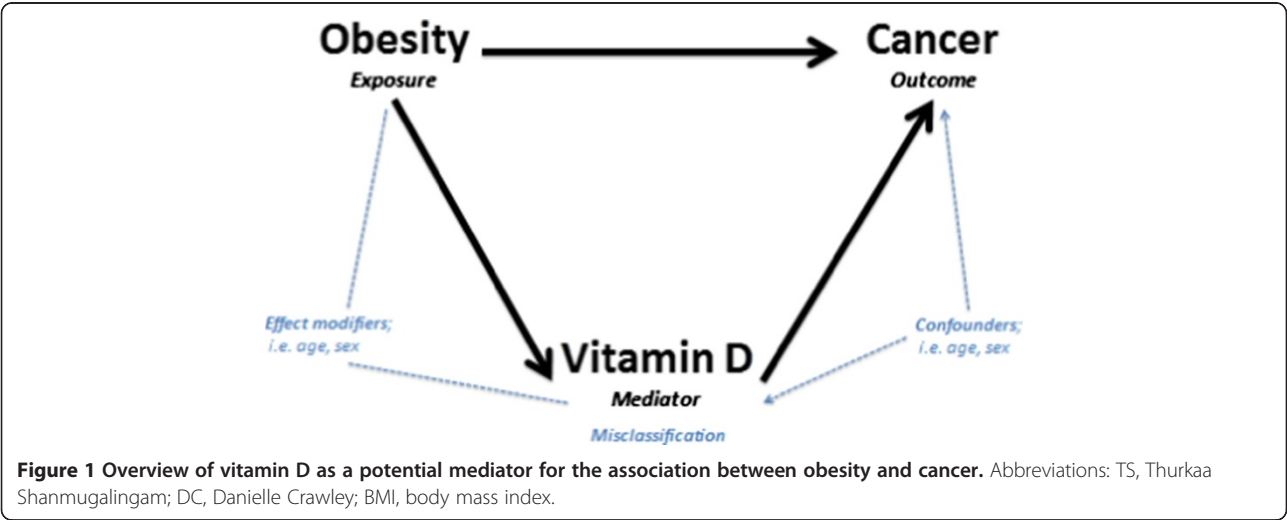 Obesity
Cancer
Exposure
Outcome
Effect modifiers;
i.e. age, sex
Confounders;
i.e. age, sex
Vitamin D
Mediator
Misclassification
Figure 1 Overview of vitamin D as a potential mediator for the association between obesity and cancer. Abbreviations: TS, Thurkaa
Shanmugalingam; DC, Danielle Crawley; BMI, body mass index.